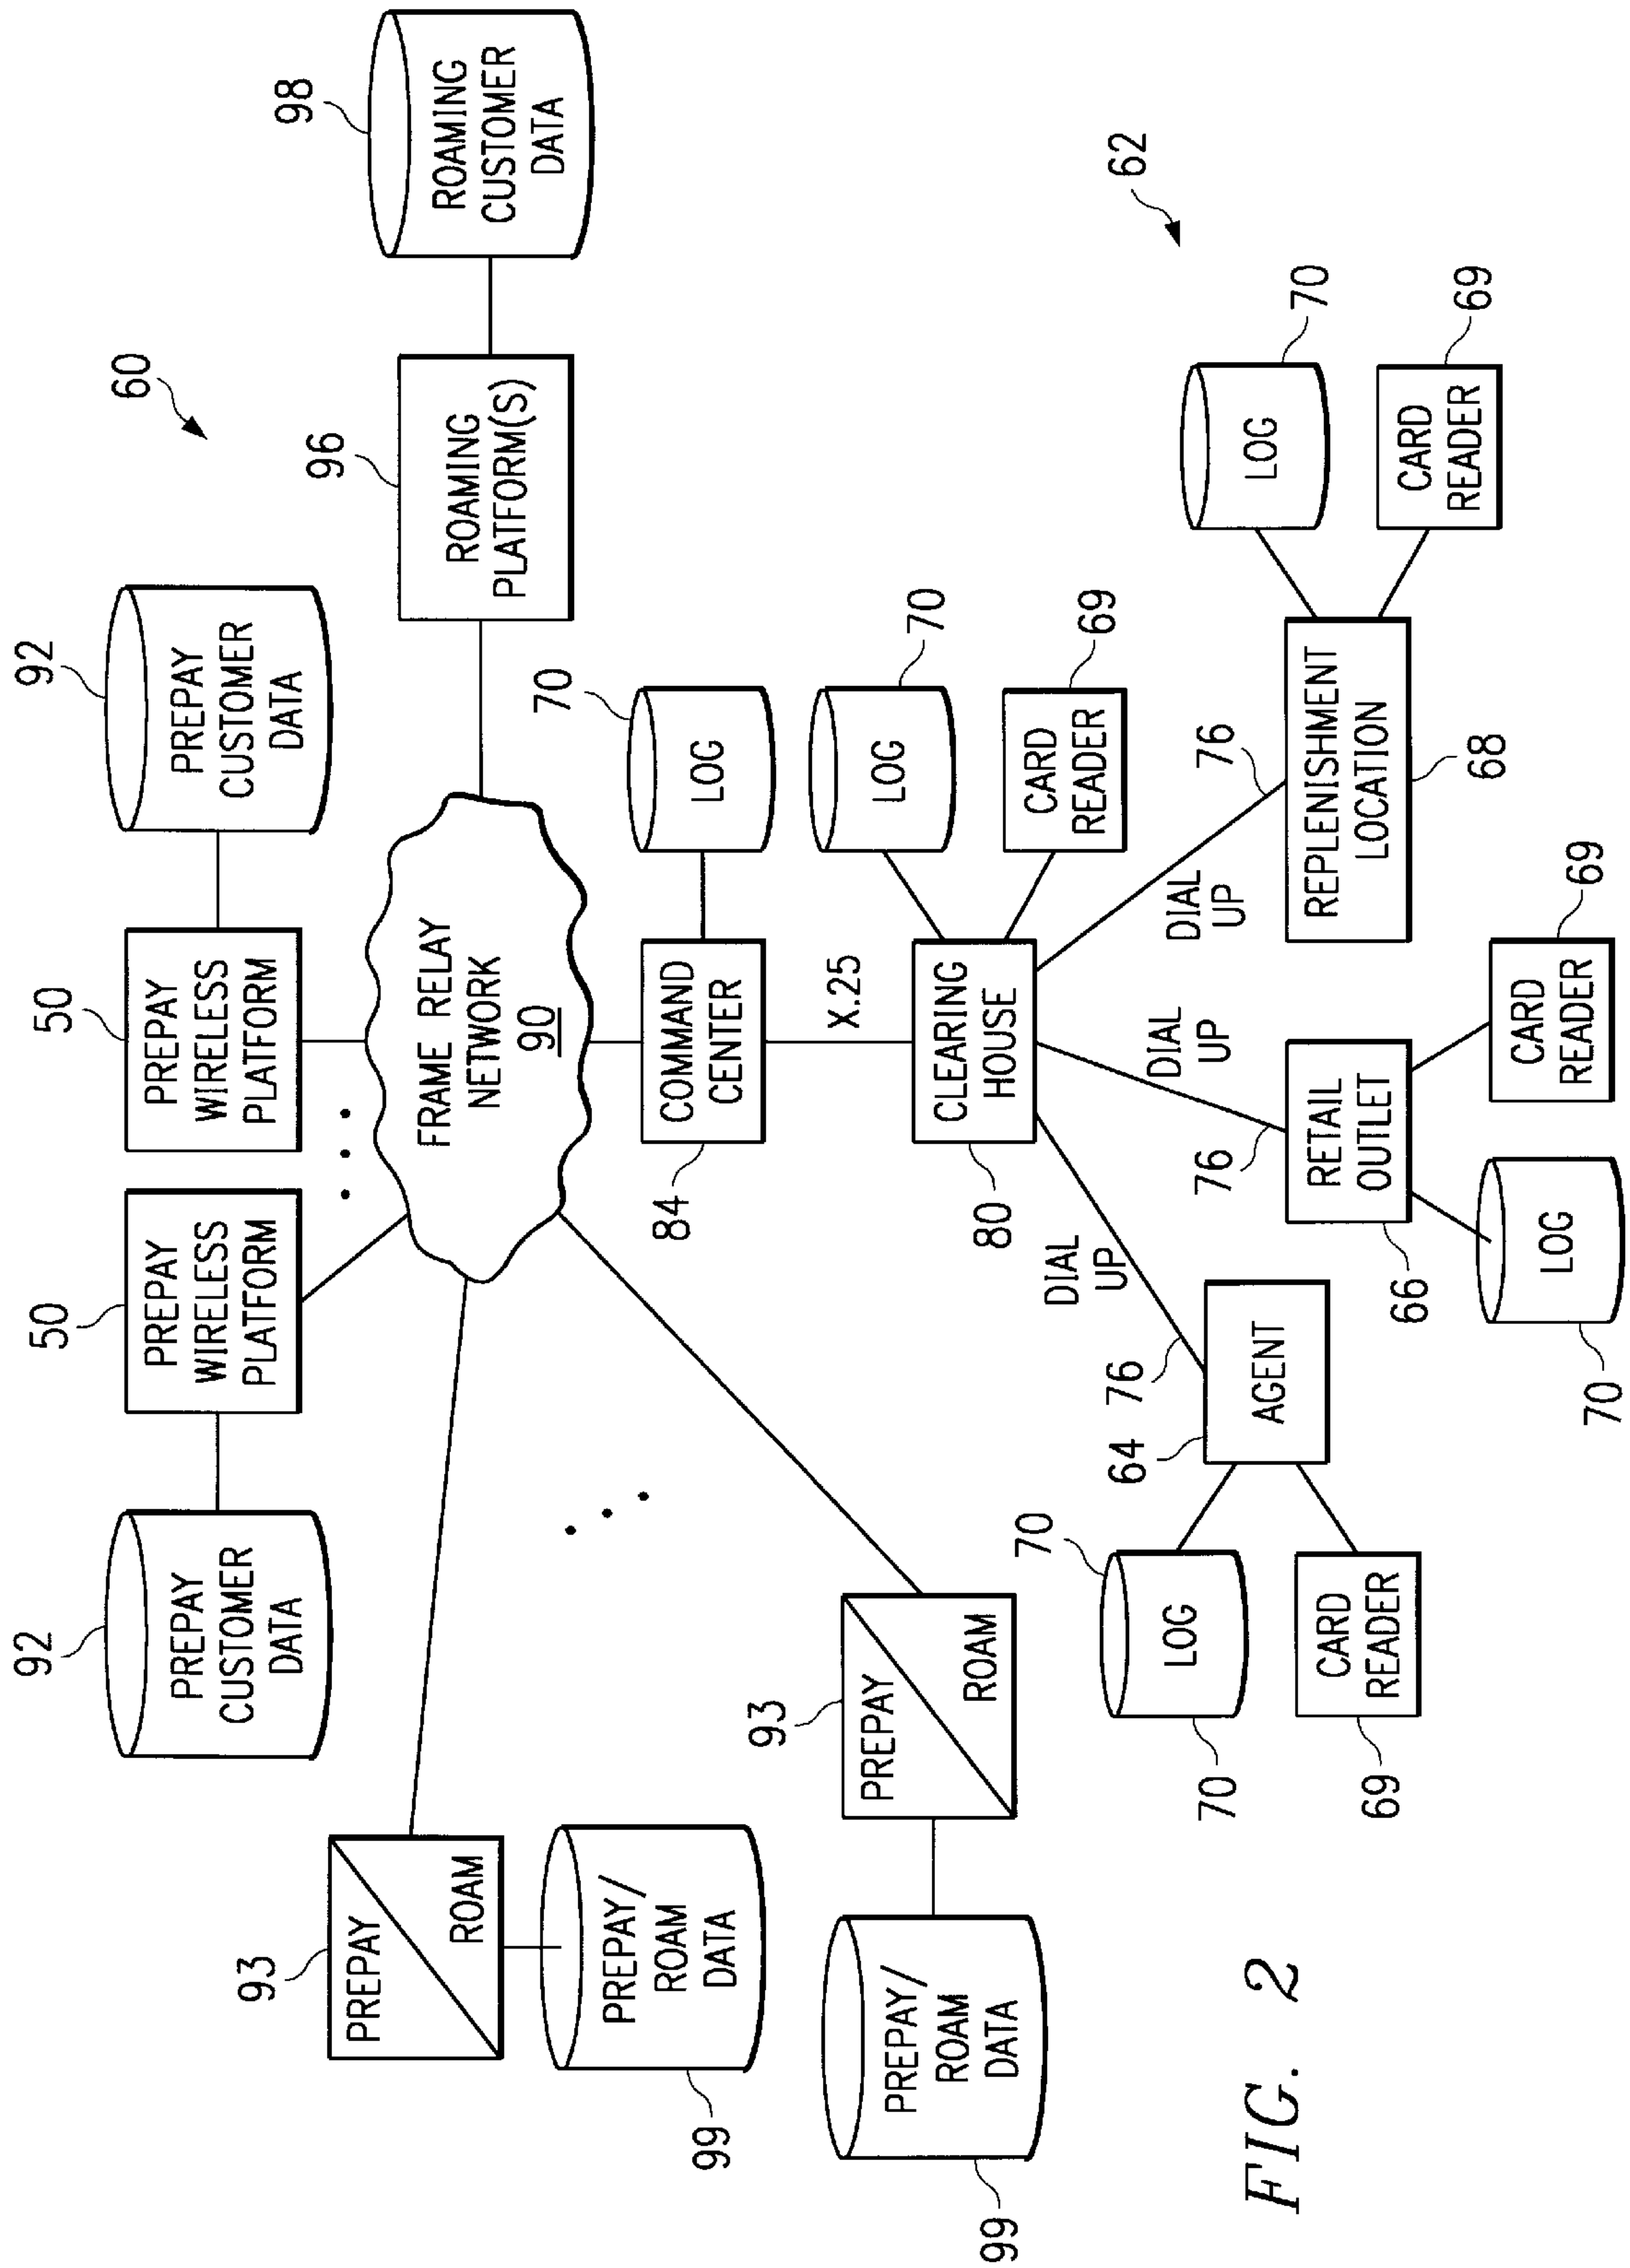 92
PREPAY
CUSTOMER
DATA
50
PREPAY
WIRELESS
PLATFORM
50
PREPAY
WIRELESS
PLATFORM
92
PREPAY
CUSTOMER
DATA
60
93
PREPAY
ROAM
FRAME RELAY
NETWORK
90
96
ROAMING
PLATFORM(S)
98
ROAMING
CUSTOMER
DATA
PREPAY/
ROAM
DATA
99
84
COMMAND
CENTER
70
LOG
93
PREPAY
ROAM
PREPAY/
ROAM
DATA
99
X.25
80
CLEARING
HOUSE
LOG
70
CARD
READER
69
DIAL
UP
76
DIAL
UP
76
DIAL
UP
76
62
70
LOG
70
CARD
READER
69
64
AGENT
66
RETAIL
OUTLET
LOG
70
CARD
READER
69
REPLENISHMENT
LOCATION
68
LOG
70
CARD
READER
69
FIG. 2